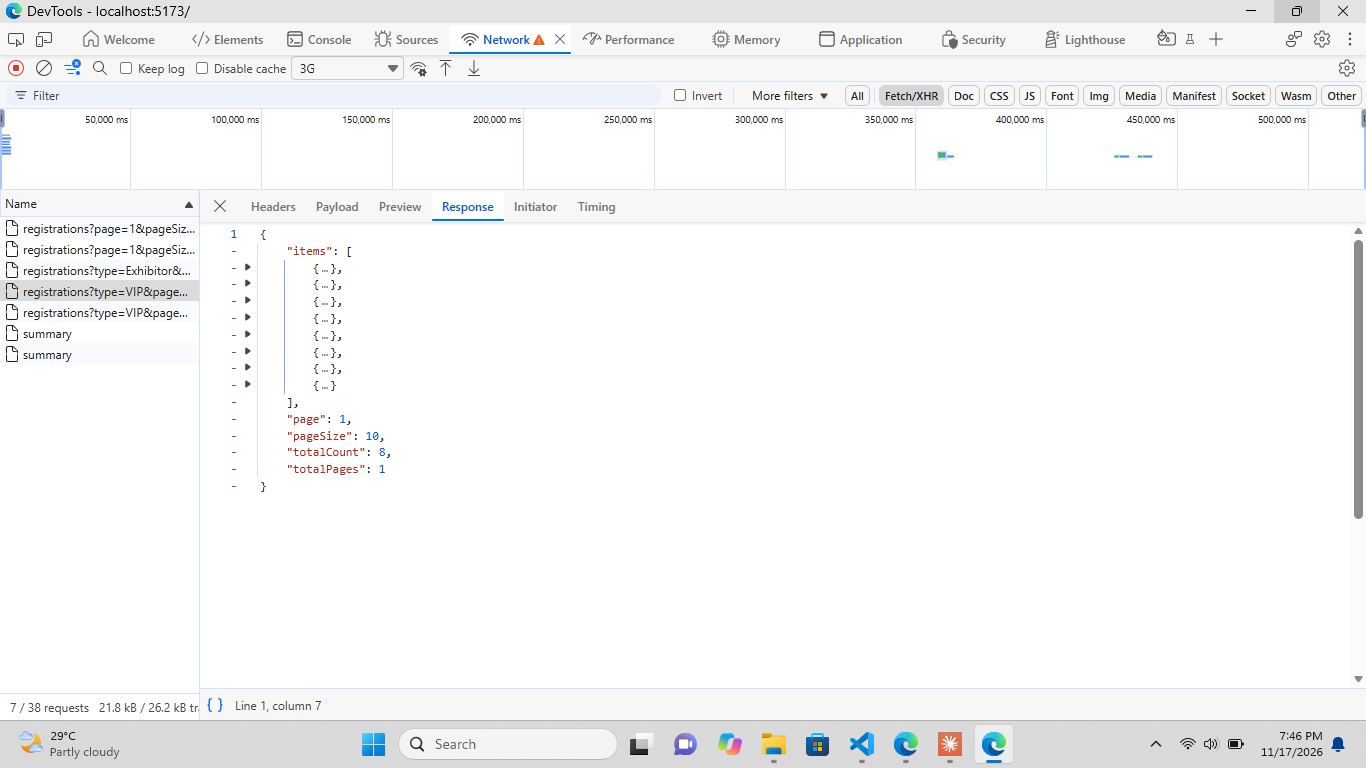 DevTools - localhost:5173/
Welcome Elements Console Sources Network Performance Memory Application Security Lighthouse
Keep log Disable cache 3G
Filter Invert More filters All Fetch/XHR Doc CSS JS Font Img Media Manifest Socket Wasm Other
50,000 ms 100,000 ms 150,000 ms 200,000 ms 250,000 ms 300,000 ms 350,000 ms 400,000 ms 450,000 ms 500,000 ms
Name
registrations?page=1&pageSiz...
registrations?page=1&pageSiz...
registrations?type=Exhibitor&...
registrations?type=VIP&page...
registrations?type=VIP&page...
summary
summary
Headers Payload Preview Response Initiator Timing
1 {
- "items": [
- {…},
- {…},
- {…},
- {…},
- {…},
- {…},
- {…},
- {…}
- ],
- "page": 1,
- "pageSize": 10,
- "totalCount": 8,
- "totalPages": 1
- }
7 / 38 requests 21.8 kB / 26.2 kB tra
{ } Line 1, column 7
29°C
Partly cloudy
Search
7:46 PM
11/17/2026